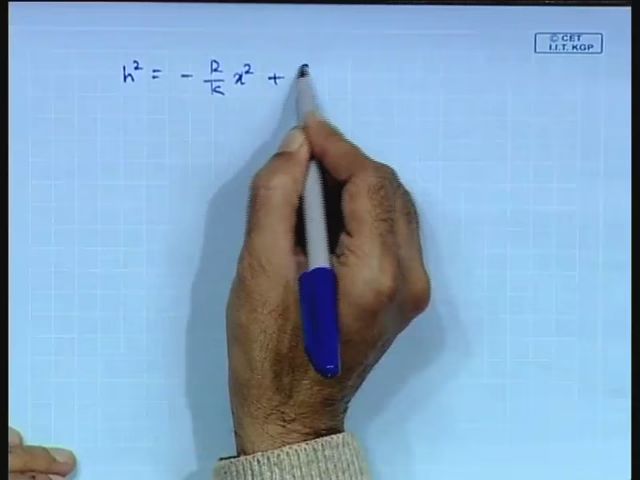 © CET
I.I.T. KGP
h² = - R/K x² +